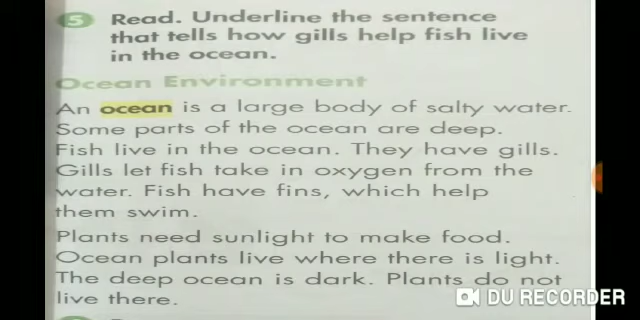 5 Read. Underline the sentence
that tells how gills help fish live
in the ocean.
Ocean Environment
An ocean is a large body of salty water.
Some parts of the ocean are deep.
Fish live in the ocean. They have gills.
Gills let fish take in oxygen from the
water. Fish have fins, which help
them swim.
Plants need sunlight to make food.
Ocean plants live where there is light.
The deep ocean is dark. Plants do not
live there.
DU RECORDER